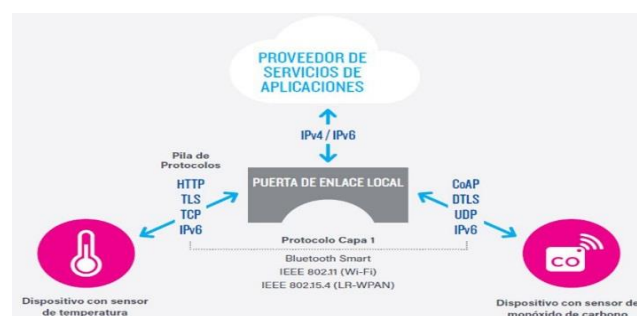 PROVEEDOR DE
SERVICIOS DE
APLICACIONES
IPv4 / IPv6
Pila de
Protocolos
HTTP
TLS
TCP
IPv6
PUERTA DE ENLACE LOCAL
CoAP
DTLS
UDP
IPv6
Protocolo Capa 1
Bluetooth Smart
IEEE 802.11 (Wi-Fi)
IEEE 802.15.4 (LR-WPAN)
CO
Dispositivo con sensor
de temperatura
Dispositivo con sensor de
monóxido de carbono